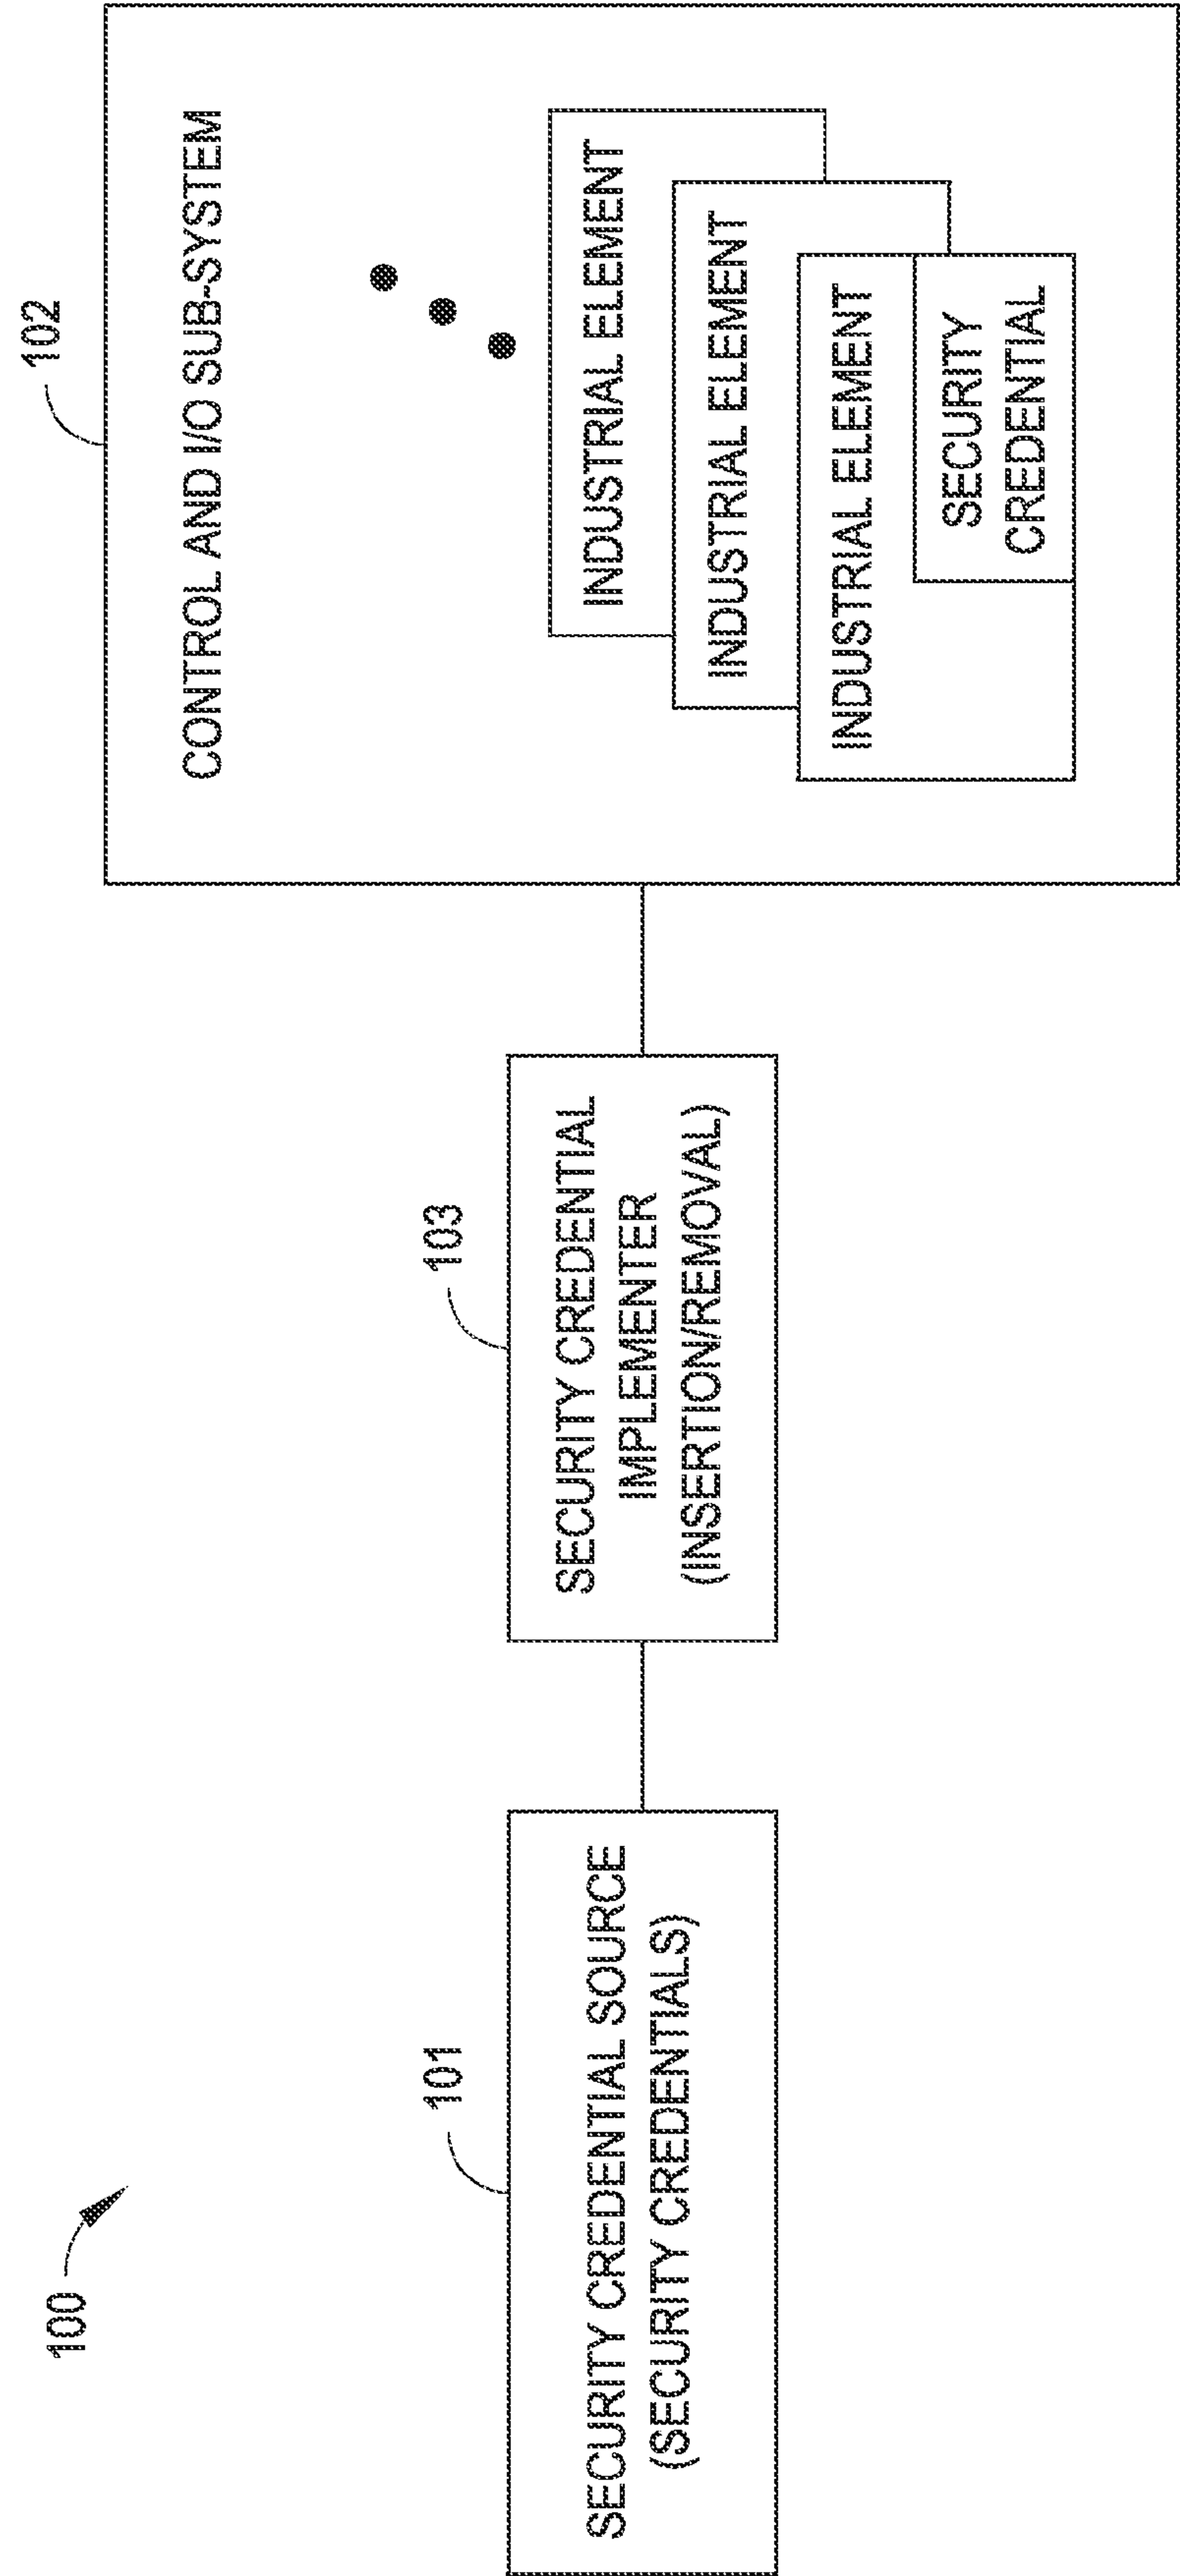 100
101
SECURITY CREDENTIAL SOURCE
(SECURITY CREDENTIALS)
103
SECURITY CREDENTIAL
IMPLEMENTER
(INSERTION/REMOVAL)
102
CONTROL AND I/O SUB-SYSTEM
INDUSTRIAL ELEMENT
INDUSTRIAL ELEMENT
INDUSTRIAL ELEMENT
SECURITY
CREDENTIAL